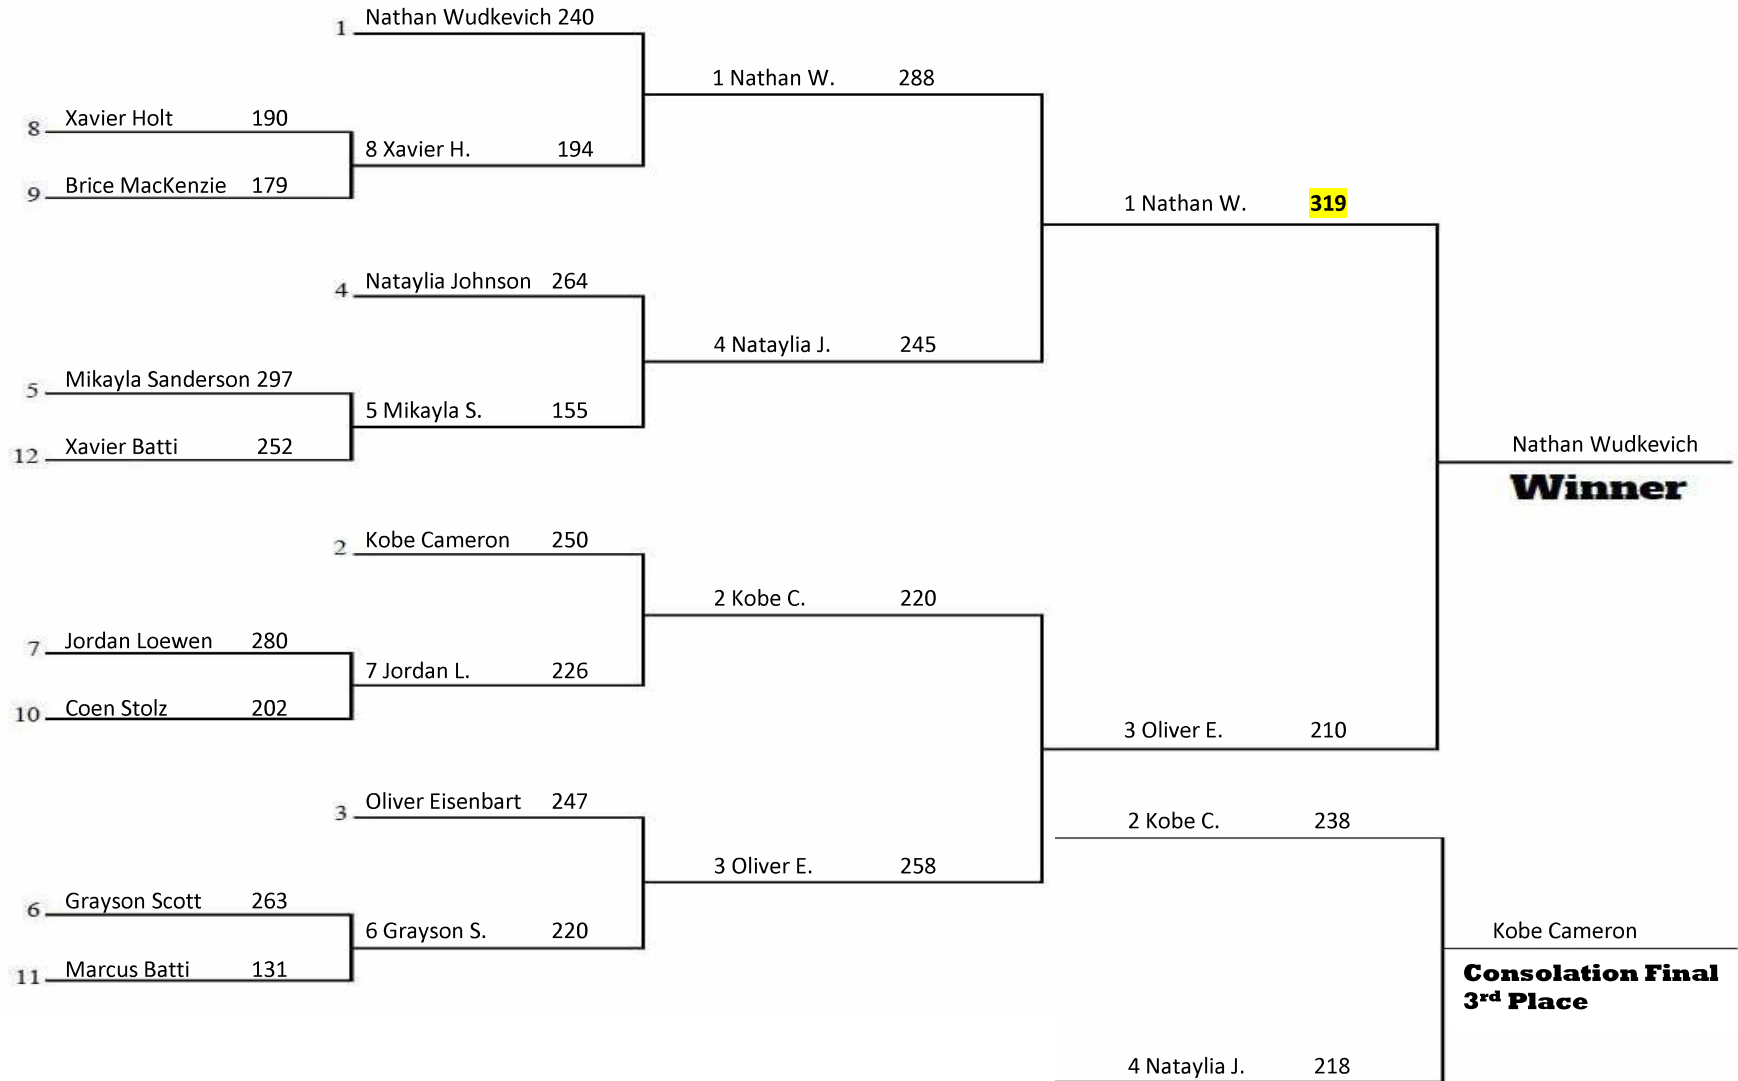 1 Nathan Wudkevich 240
1 Nathan W. 288
8 Xavier Holt 190
8 Xavier H. 194
9 Brice MacKenzie 179
1 Nathan W. 319
4 Nataylia Johnson 264
4 Nataylia J. 245
5 Mikayla Sanderson 297
5 Mikayla S. 155
12 Xavier Batti 252
Nathan Wudkevich
Winner
2 Kobe Cameron 250
2 Kobe C. 220
7 Jordan Loewen 280
7 Jordan L. 226
10 Coen Stolz 202
3 Oliver E. 210
3 Oliver Eisenbart 247
2 Kobe C. 238
3 Oliver E. 258
6 Grayson Scott 263
6 Grayson S. 220
11 Marcus Batti 131
Kobe Cameron
Consolation Final
3rd Place
4 Nataylia J. 218